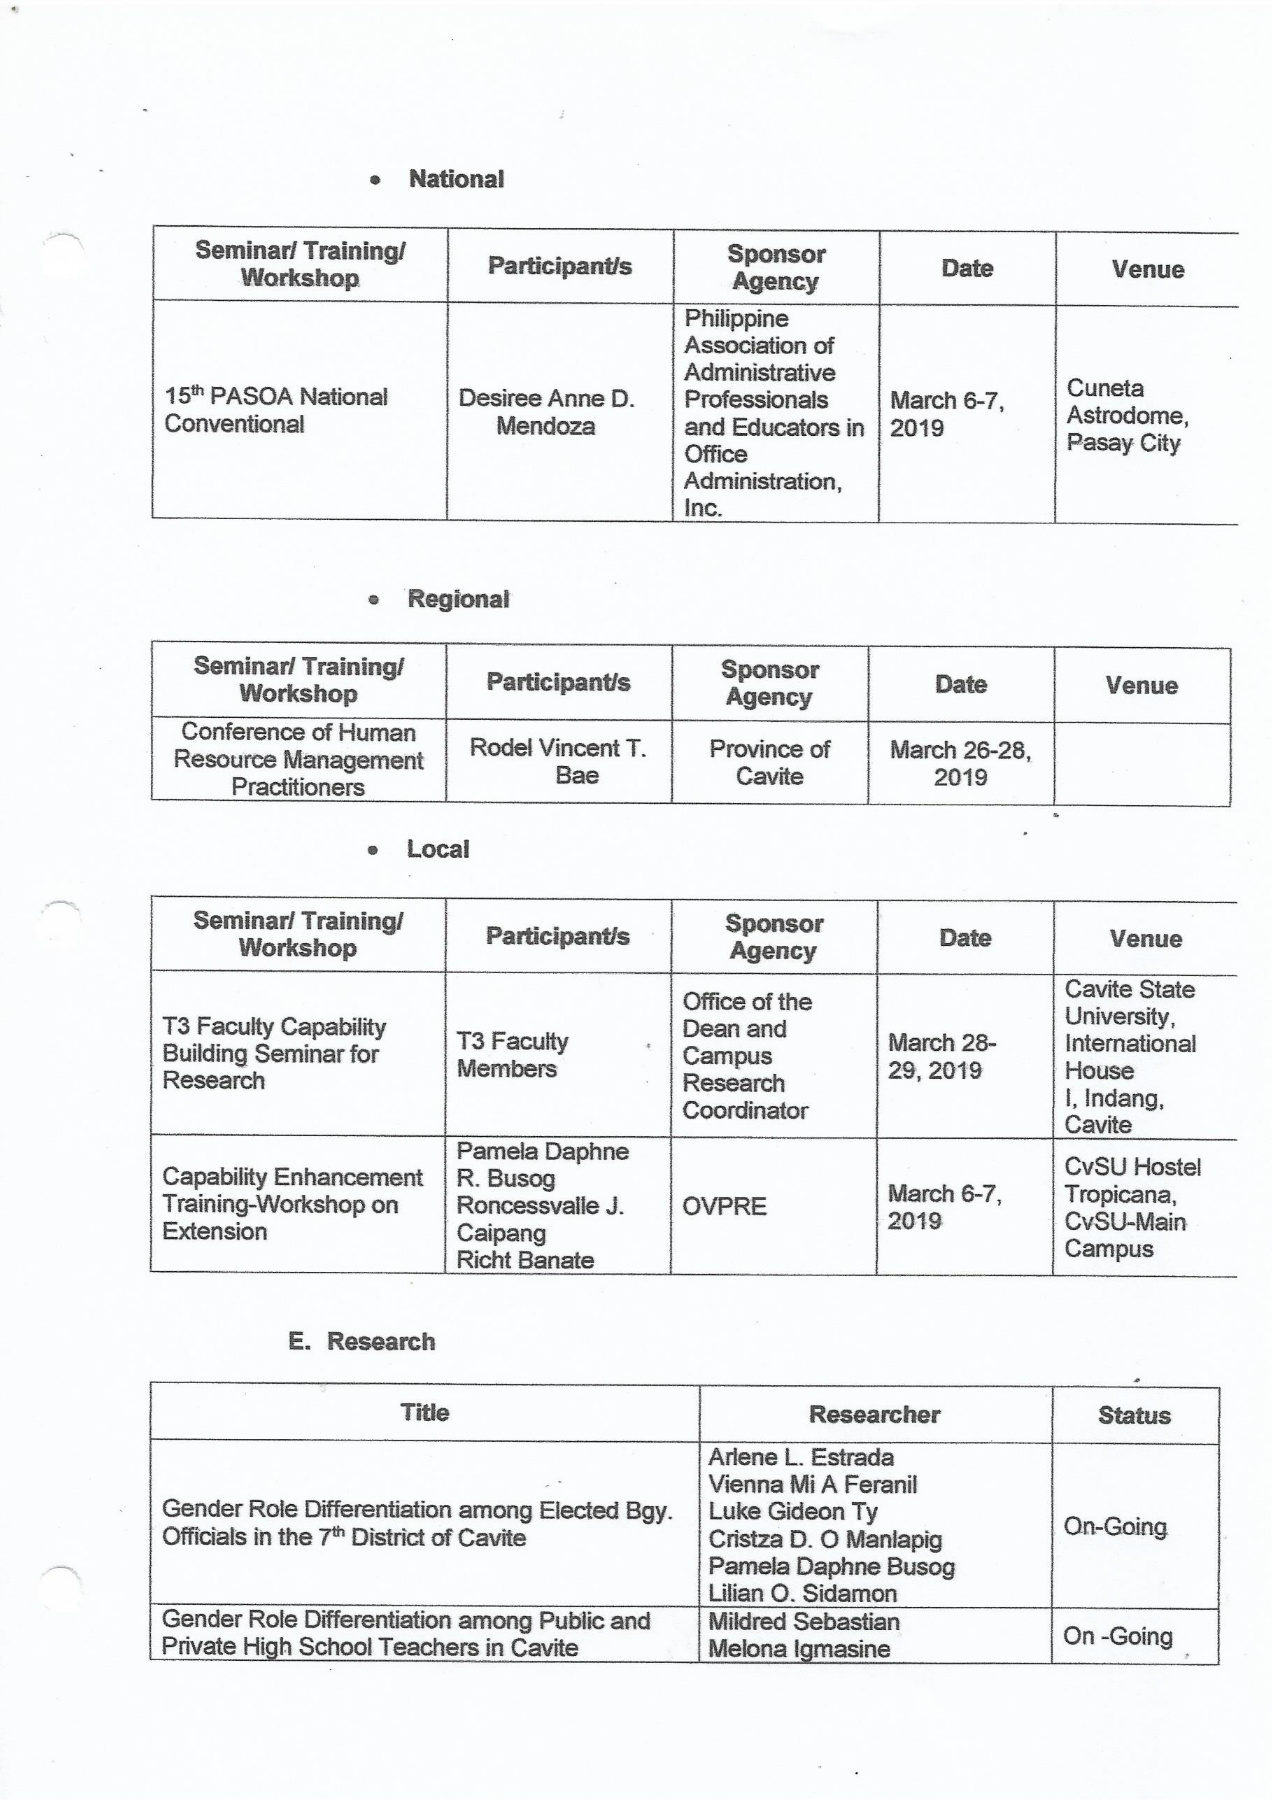 • National
Seminar/ Training/
Workshop
Participant/s
Sponsor
Agency
Date
Venue
15th PASOA National
Conventional
Desiree Anne D.
Mendoza
Philippine
Association of
Administrative
Professionals
and Educators in
Office
Administration,
Inc.
March 6-7,
2019
Cuneta
Astrodome,
Pasay City
• Regional
Seminar/ Training/
Workshop
Participant/s
Sponsor
Agency
Date
Venue
Conference of Human
Resource Management
Practitioners
Rodel Vincent T.
Bae
Province of
Cavite
March 26-28,
2019
• Local
Seminar/ Training/
Workshop
Participant/s
Sponsor
Agency
Date
Venue
T3 Faculty Capability
Building Seminar for
Research
T3 Faculty
Members
Office of the
Dean and
Campus
Research
Coordinator
March 28-
29, 2019
Cavite State
University,
International
House
I, Indang,
Cavite
Capability Enhancement
Training-Workshop on
Extension
Pamela Daphne
R. Busog
Roncessvalle J.
Caipang
Richt Banate
OVPRE
March 6-7,
2019
CvSU Hostel
Tropicana,
CvSU-Main
Campus
E. Research
Title
Researcher
Status
Gender Role Differentiation among Elected Bgy.
Officials in the 7th District of Cavite
Arlene L. Estrada
Vienna Mi A Feranil
Luke Gideon Ty
Cristza D. O Manlapig
Pamela Daphne Busog
Lilian O. Sidamon
On-Going
Gender Role Differentiation among Public and
Private High School Teachers in Cavite
Mildred Sebastian
Melona Igmasine
On -Going